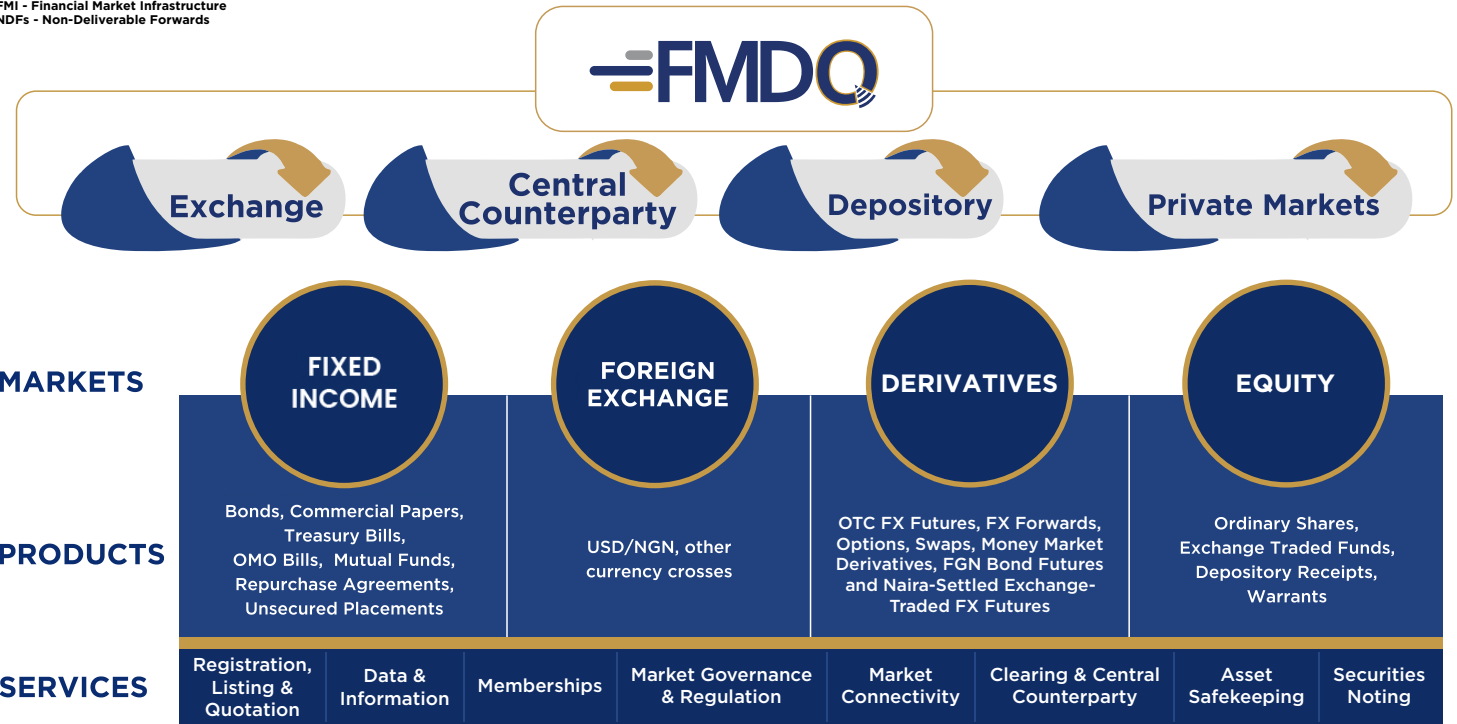 FMI - Financial Market Infrastructure
NDFs - Non-Deliverable Forwards
FMDQ
Exchange
Central
Counterparty
Depository
Private Markets
MARKETS
FIXED
INCOME
FOREIGN
EXCHANGE
DERIVATIVES
EQUITY
PRODUCTS
Bonds, Commercial Papers,
Treasury Bills,
OMO Bills, Mutual Funds,
Repurchase Agreements,
Unsecured Placements
USD/NGN, other
currency crosses
OTC FX Futures, FX Forwards,
Options, Swaps, Money Market
Derivatives, FGN Bond Futures
and Naira-Settled Exchange-
Traded FX Futures
Ordinary Shares,
Exchange Traded Funds,
Depository Receipts,
Warrants
SERVICES
Registration,
Listing &
Quotation
Data &
Information
Memberships
Market Governance
& Regulation
Market
Connectivity
Clearing & Central
Counterparty
Asset
Safekeeping
Securities
Noting